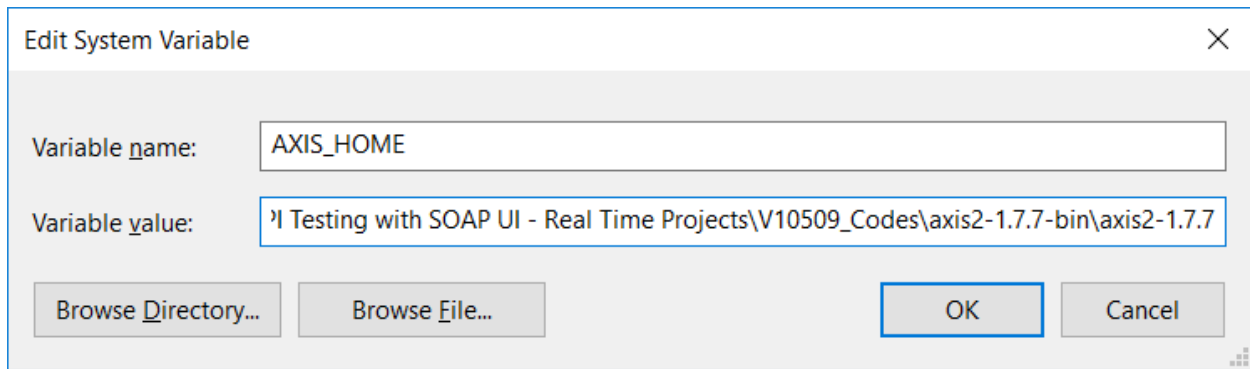 Edit System Variable
Variable name: AXIS_HOME
Variable value: PI Testing with SOAP UI - Real Time Projects\V10509_Codes\axis2-1.7.7-bin\axis2-1.7.7
Browse Directory... Browse File... OK Cancel